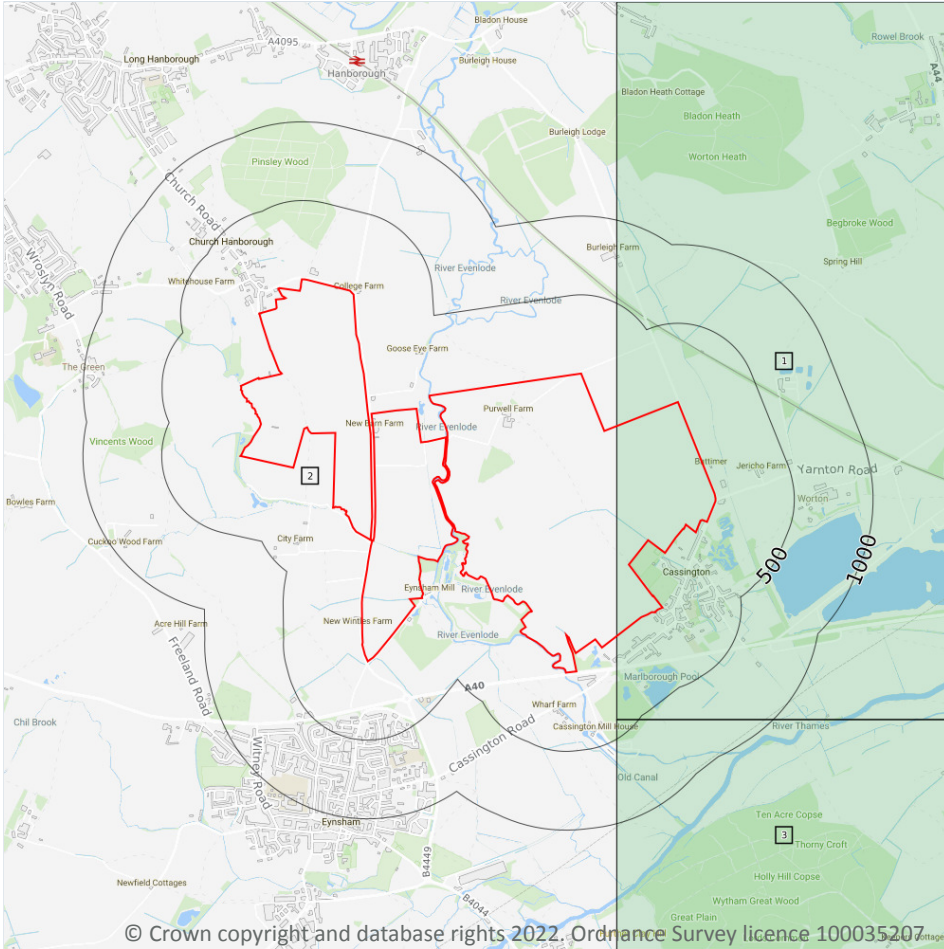 Bladon House
Rowel Brook
A4095
A44
Long Hanborough
Hanborough
Burleigh House
Bladon Heath Cottage
Bladon Heath
Burleigh Lodge
Pinsley Wood
Worton Heath
Church Road
Begbroke Wood
Church Hanborough
Wroslyn Road
Burleigh Farm
Spring Hill
Whitehouse Farm
River Evenlode
College Farm
River Evenlode
Goose Eye Farm
1
The Green
Purwell Farm
New Barn Farm
River Evenlode
Vincents Wood
Bettimer
Jericho Farm
Yarnton Road
2
Worton
Bowles Farm
Cuckoo Wood Farm
City Farm
500
1000
Cassington
Eynsham Mill
River Evenlode
Acre Hill Farm
New Wintles Farm
River Evenlode
Freeland Road
A40
Marlborough Pool
Chil Brook
Wharf Farm
Cassington Mill House
River Thames
Cassington Road
Witney Road
Old Canal
Ten Acre Copse
Eynsham
3
Thorny Croft
B4449
Holly Hill Copse
Newfield Cottages
Wytham Great Wood
B4044
Great Plain
© Crown copyright and database rights 2022. Ordnance Survey licence 100035207.